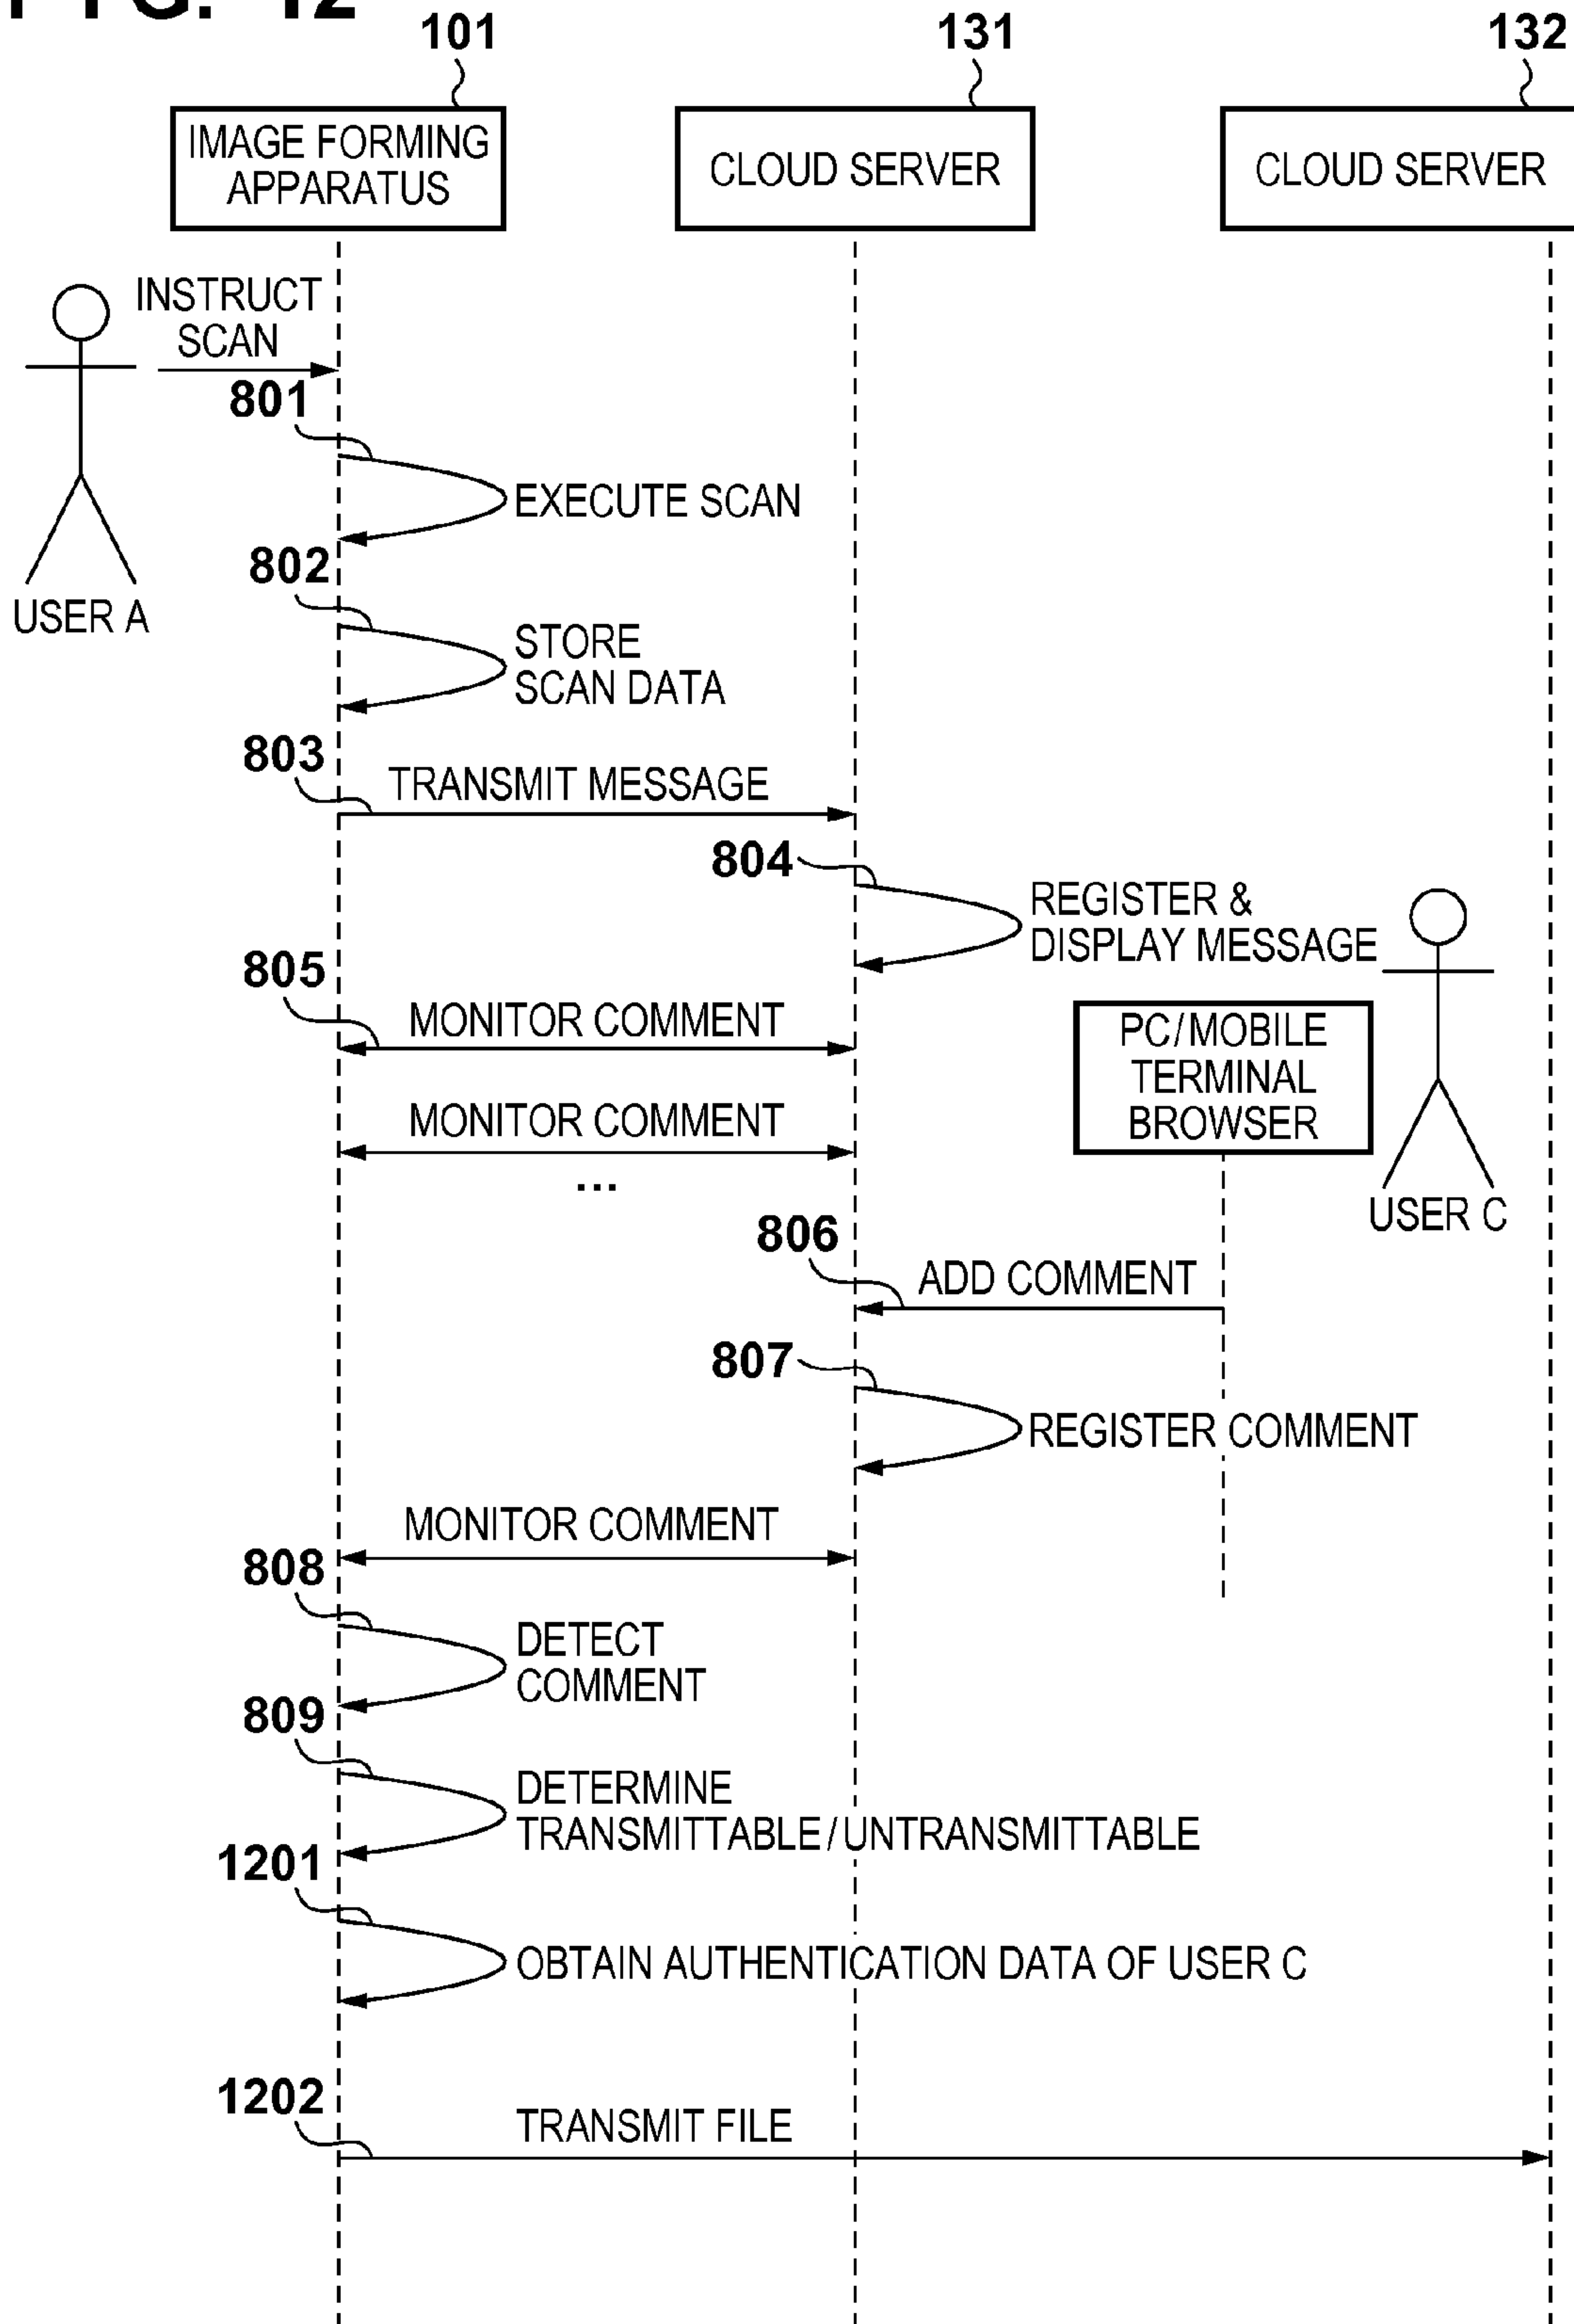 FIG. 12
101
131
132
IMAGE FORMING
APPARATUS
CLOUD SERVER
CLOUD SERVER
INSTRUCT
SCAN
801
EXECUTE SCAN
802
USER A
STORE
SCAN DATA
803
TRANSMIT MESSAGE
804
REGISTER &
DISPLAY MESSAGE
805
MONITOR COMMENT
PC/MOBILE
TERMINAL
BROWSER
MONITOR COMMENT
...
USER C
806
ADD COMMENT
807
REGISTER COMMENT
MONITOR COMMENT
808
DETECT
COMMENT
809
DETERMINE
TRANSMITTABLE/UNTRANSMITTABLE
1201
OBTAIN AUTHENTICATION DATA OF USER C
1202
TRANSMIT FILE